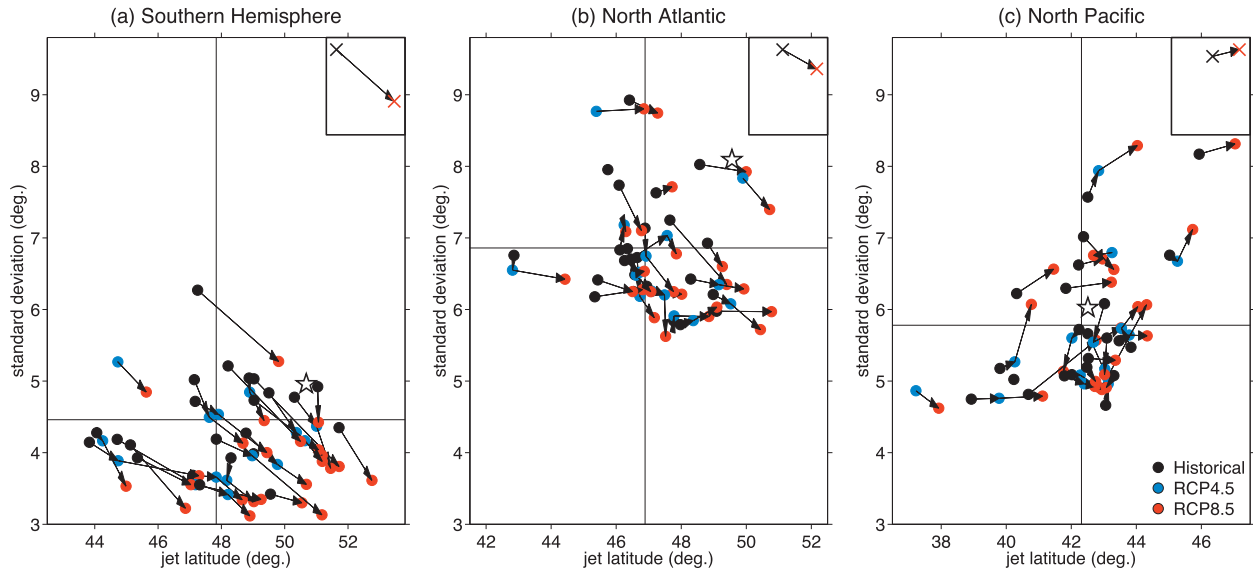 (a) Southern Hemisphere
(b) North Atlantic
(c) North Pacific
standard deviation (deg.)
9
8
7
6
5
4
3
44 46 48 50 52
jet latitude (deg.)
standard deviation (deg.)
9
8
7
6
5
4
3
42 44 46 48 50 52
jet latitude (deg.)
standard deviation (deg.)
9
8
7
6
5
4
3
38 40 42 44 46
jet latitude (deg.)
Historical
RCP4.5
RCP8.5